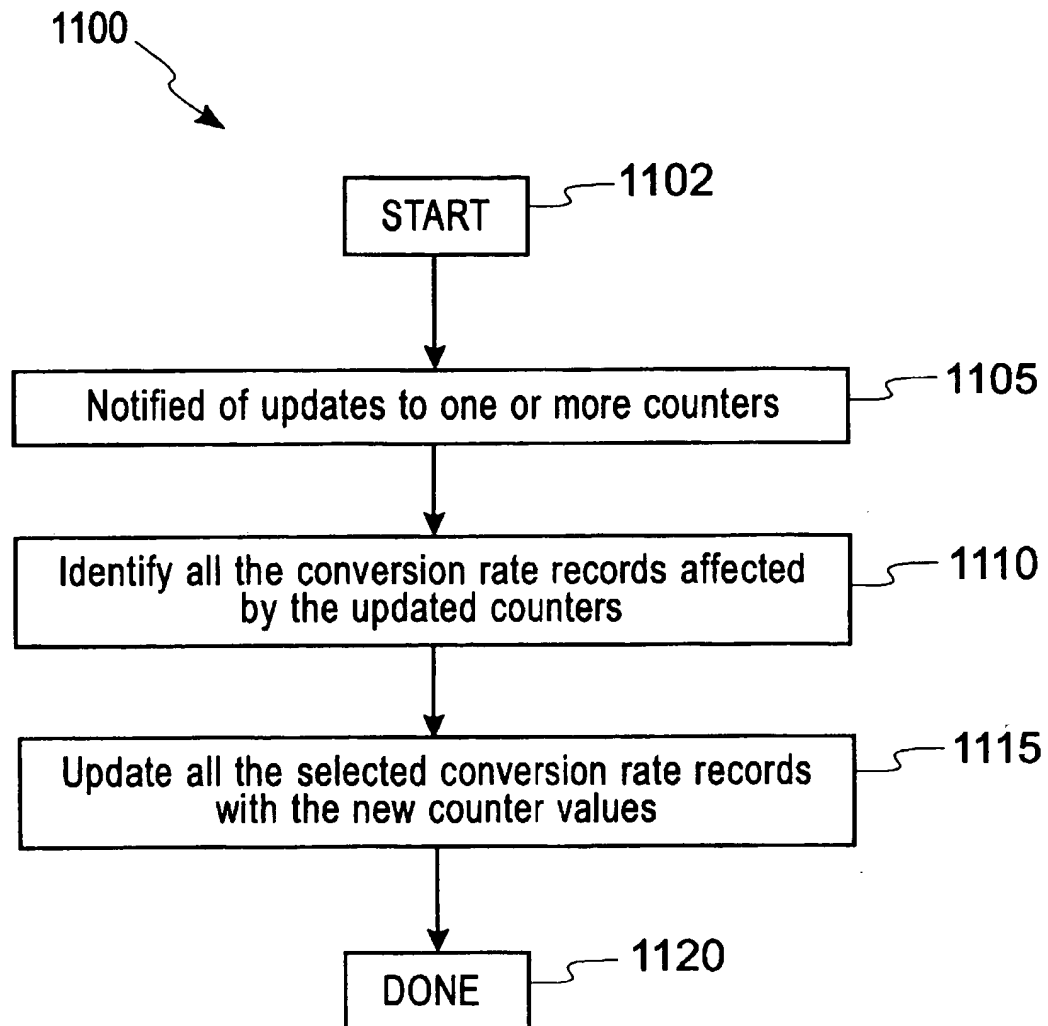 1100
START
1102
Notified of updates to one or more counters
1105
Identify all the conversion rate records affected
by the updated counters
1110
Update all the selected conversion rate records
with the new counter values
1115
DONE
1120